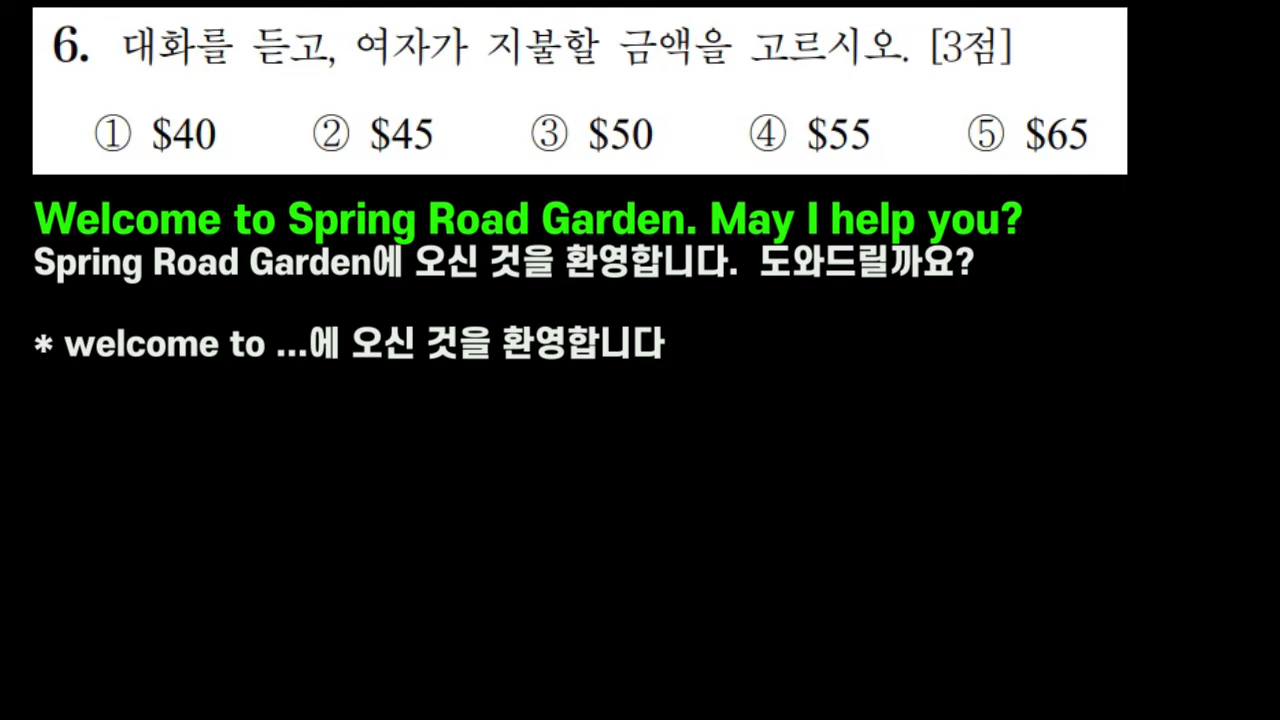 6. 대화를 듣고, 여자가 지불할 금액을 고르시오. [3점]
① $40 ② $45 ③ $50 ④ $55 ⑤ $65
Welcome to Spring Road Garden. May I help you?
Spring Road Garden에 오신 것을 환영합니다. 도와드릴까요?
* welcome to ...에 오신 것을 환영합니다